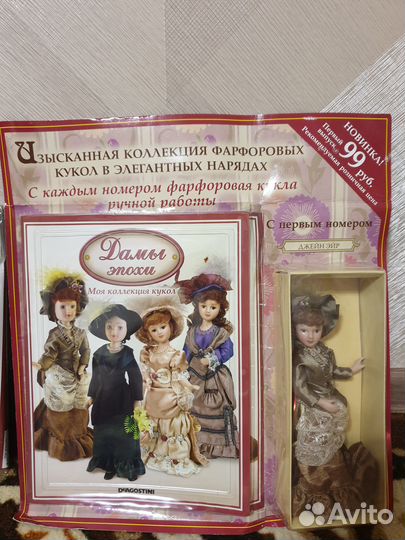 ИЗЫСКАННАЯ КОЛЛЕКЦИЯ ФАРФОРОВЫХ
КУКОЛ В ЭЛЕГАНТНЫХ НАРЯДАХ
С каждым номером фарфоровая кукла
ручной работы
НОВИНКА!
Первый
выпуск
99
РУБ.
Рекомендуемая розничная цена
С первым номером
ДЖЕЙН ЭЙР
Дамы
эпохи
Моя коллекция кукол
DEAGOSTINI
Avito